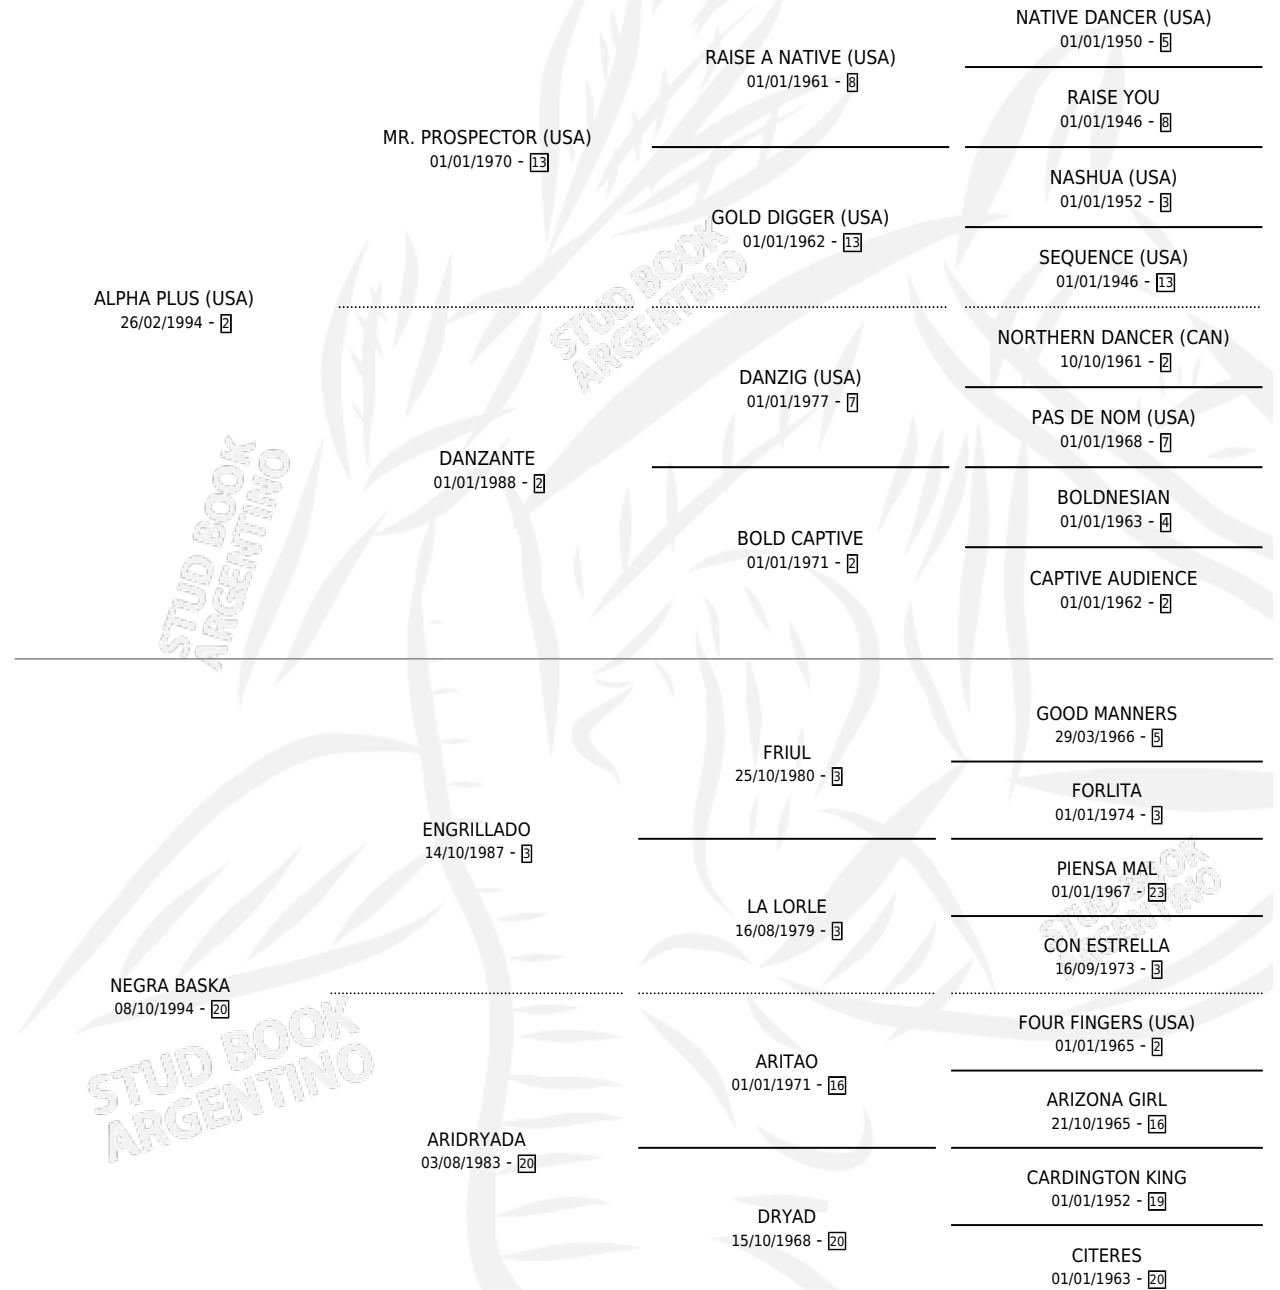 NATIVE DANCER (USA)
01/01/1950 - 5
RAISE A NATIVE (USA)
01/01/1961 - 8
RAISE YOU
01/01/1946 - 8
MR. PROSPECTOR (USA)
01/01/1970 - 13
NASHUA (USA)
01/01/1952 - 3
GOLD DIGGER (USA)
01/01/1962 - 13
SEQUENCE (USA)
01/01/1946 - 13
ALPHA PLUS (USA)
26/02/1994 - 2
STUD BOOK
ARGENTINO
NORTHERN DANCER (CAN)
10/10/1961 - 2
DANZIG (USA)
01/01/1977 - 7
PAS DE NOM (USA)
01/01/1968 - 7
DANZANTE
01/01/1988 - 2
BOLDNESIAN
01/01/1963 - 4
BOLD CAPTIVE
01/01/1971 - 2
CAPTIVE AUDIENCE
01/01/1962 - 2
STUD BOOK
ARGENTINO
GOOD MANNERS
29/03/1966 - 5
FRIUL
25/10/1980 - 3
FORLITA
01/01/1974 - 3
ENGRILLADO
14/10/1987 - 3
PIENSA MAL
01/01/1967 - 23
LA LORLE
16/08/1979 - 3
CON ESTRELLA
16/09/1973 - 3
STUD BOOK
ARGENTINO
NEGRA BASKA
08/10/1994 - 20
FOUR FINGERS (USA)
01/01/1965 - 2
ARITAO
01/01/1971 - 16
ARIZONA GIRL
21/10/1965 - 16
STUD BOOK
ARGENTINO
ARIDRYADA
03/08/1983 - 20
CARDINGTON KING
01/01/1952 - 19
DRYAD
15/10/1968 - 20
CITERES
01/01/1963 - 20